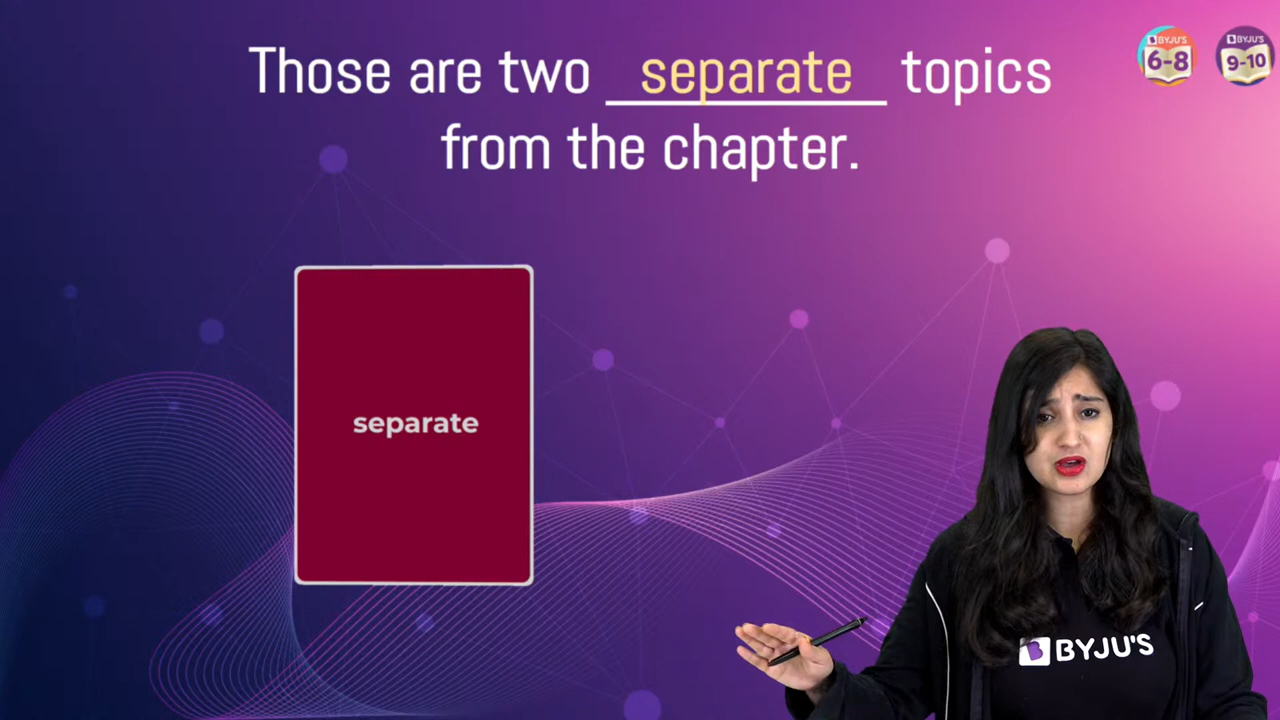 Those are two separate topics
from the chapter.
BYJU'S
6-8
BYJU'S
9-10
separate
BYJU'S